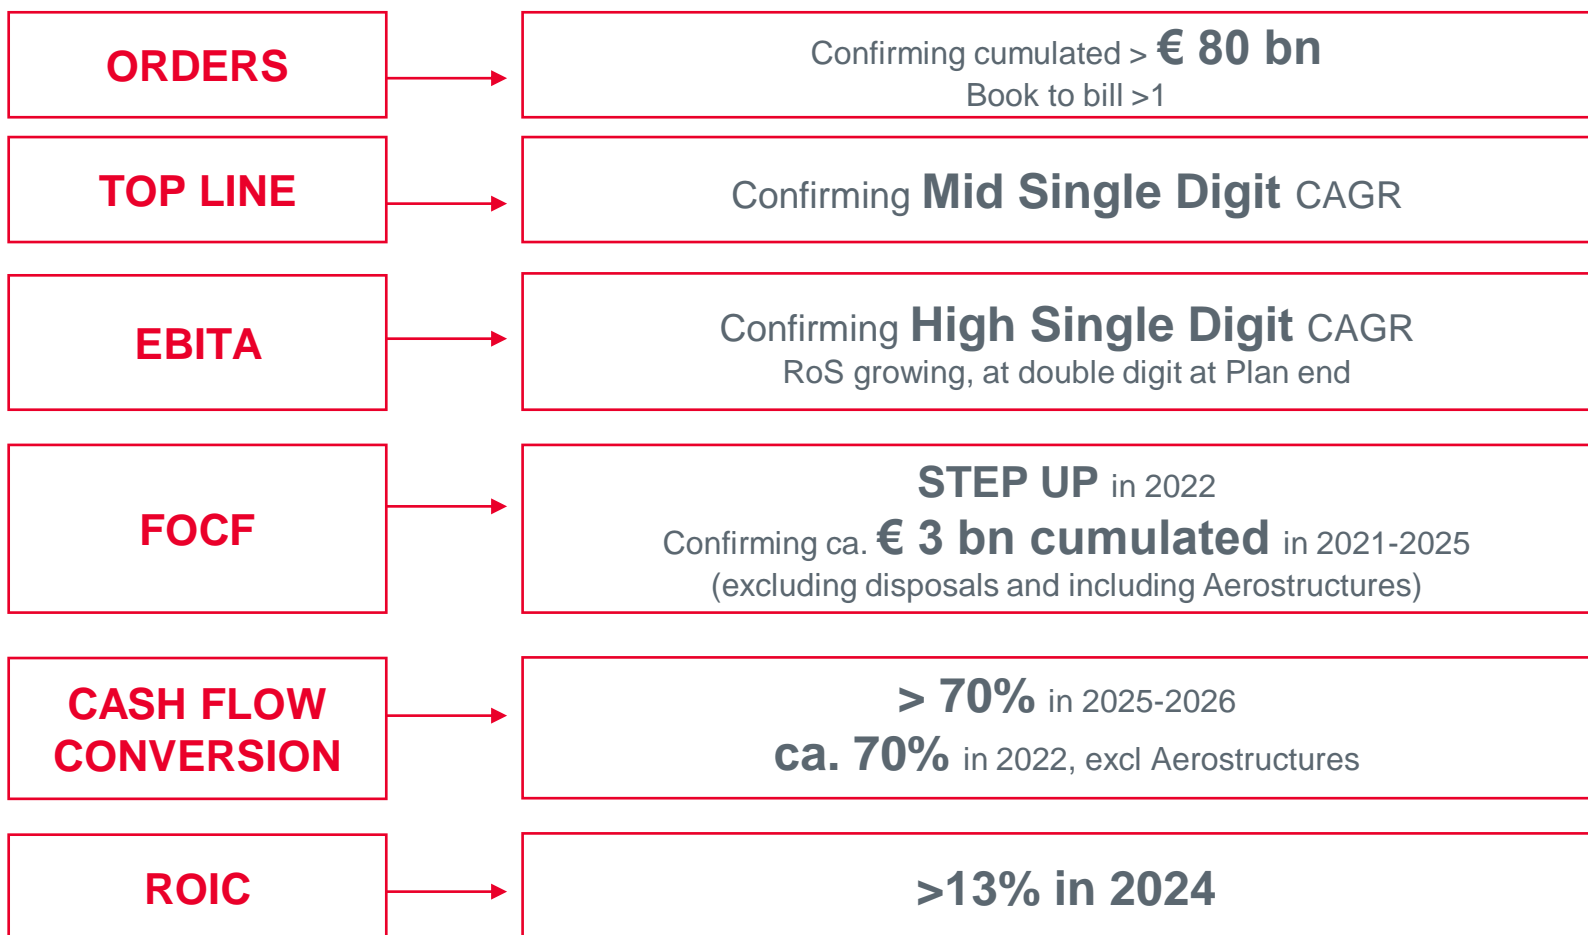 ORDERS
Confirming cumulated > € 80 bn
Book to bill >1
TOP LINE
Confirming Mid Single Digit CAGR
EBITA
Confirming High Single Digit CAGR
RoS growing, at double digit at Plan end
FOCF
STEP UP in 2022
Confirming ca. € 3 bn cumulated in 2021-2025
(excluding disposals and including Aerostructures)
CASH FLOW
CONVERSION
> 70% in 2025-2026
ca. 70% in 2022, excl Aerostructures
ROIC
>13% in 2024